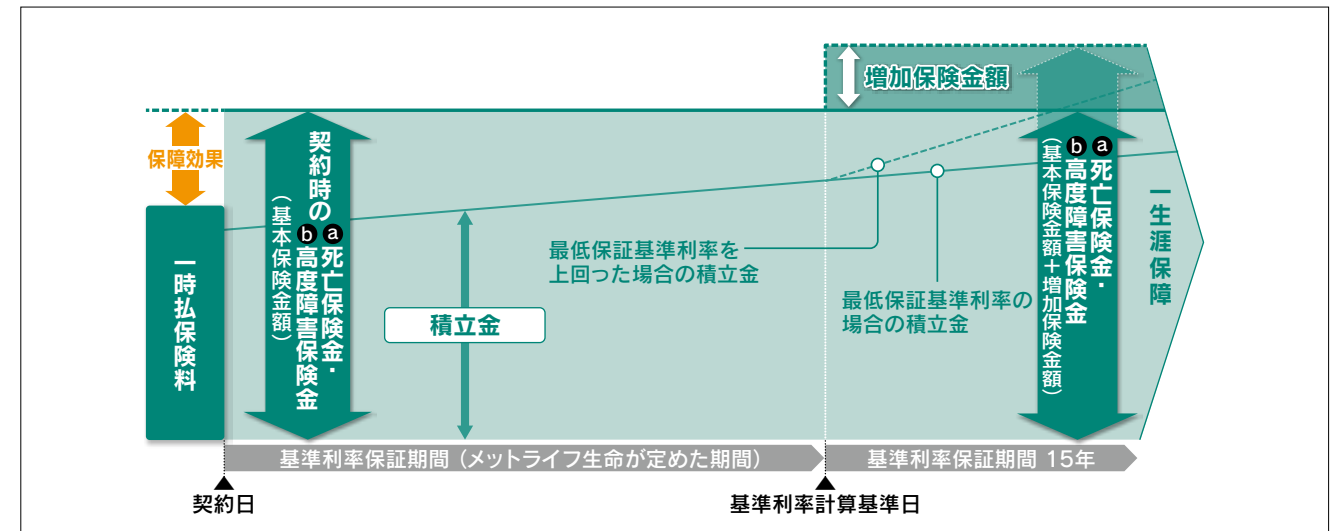 増加保険金額
保障効果
一時払保険料
契約時の
ⓐ死亡保険金・
ⓑ高度障害保険金
（基本保険金額）
積立金
最低保証基準利率を
上回った場合の積立金
最低保証基準利率の
場合の積立金
ⓐ死亡保険金・
ⓑ高度障害保険金
（基本保険金額＋増加保険金額）
一生涯保障
基準利率保証期間（メットライフ生命が定めた期間）
基準利率保証期間 15年
契約日
基準利率計算基準日